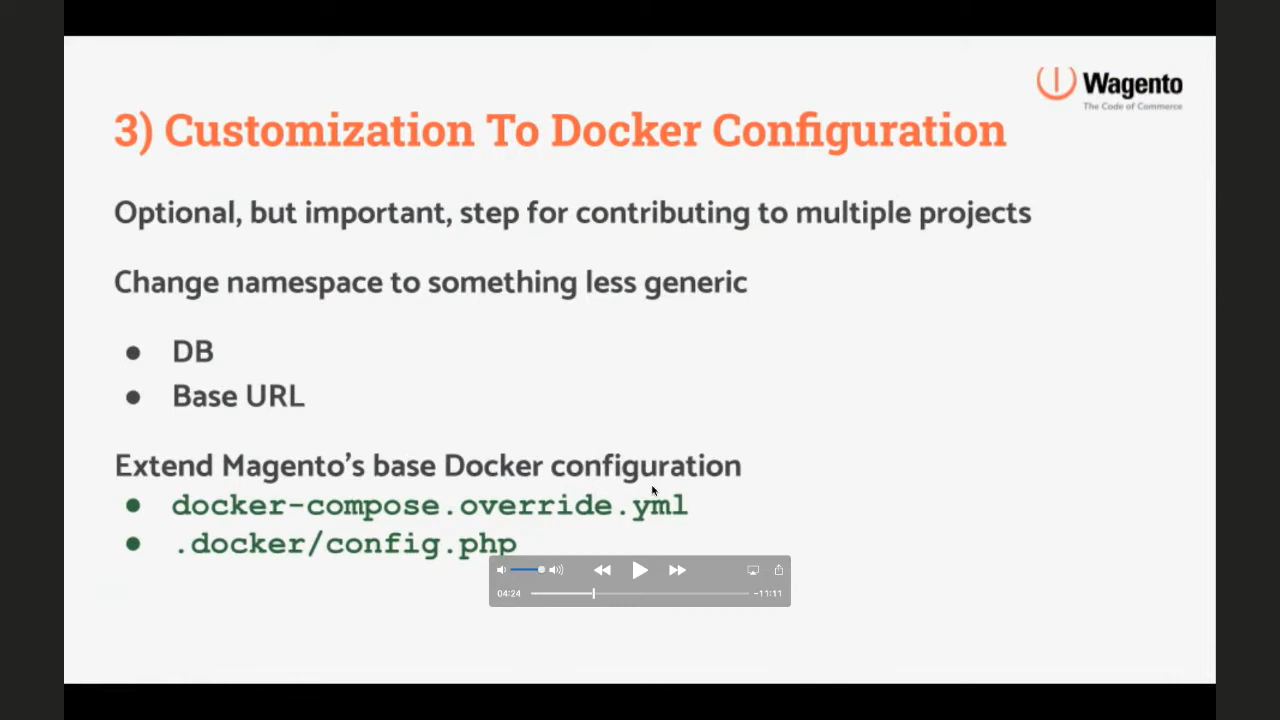 Wagento
The Code of Commerce
3) Customization To Docker Configuration
Optional, but important, step for contributing to multiple projects
Change namespace to something less generic
● DB
● Base URL
Extend Magento's base Docker configuration
● docker-compose.override.yml
● .docker/config.php
04:24
-11:11